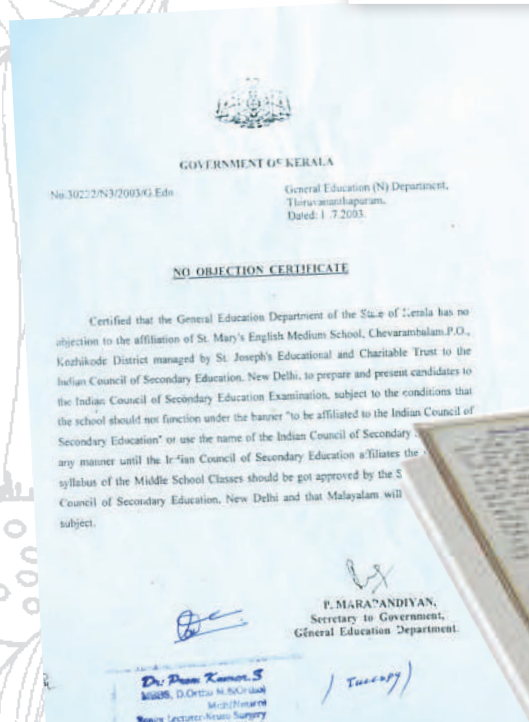 GOVERNMENT OF KERALA
No.30222/N3/2003/G.Edn.
General Education (N) Department,
Thiruvananthapuram,
Dated: 1 .7.2003.
NO OBJECTION CERTIFICATE
Certified that the General Education Department of the State of Kerala has no
objection to the affiliation of St. Mary's English Medium School, Chevarambalam.P.O.,
Kozhikode District managed by St. Joseph's Educational and Charitable Trust to the
Indian Council of Secondary Education, New Delhi, to prepare and present candidates to
the Indian Council of Secondary Education Examination, subject to the conditions that
the school should not function under the banner "to be affiliated to the Indian Council of
Secondary Education" or use the name of the Indian Council of Secondary
any manner until the Indian Council of Secondary Education affiliates the
syllabus of the Middle School Classes should be got approved by the
Council of Secondary Education, New Delhi and that Malayalam will
subject.
P. MARAPANDIYAN,
Secretary to Government,
General Education Department.
Dr. Prem Kumar.S
MBBS, D.Ortho M.S(Ortho)
Senior Lecturer-Neuro Surgery